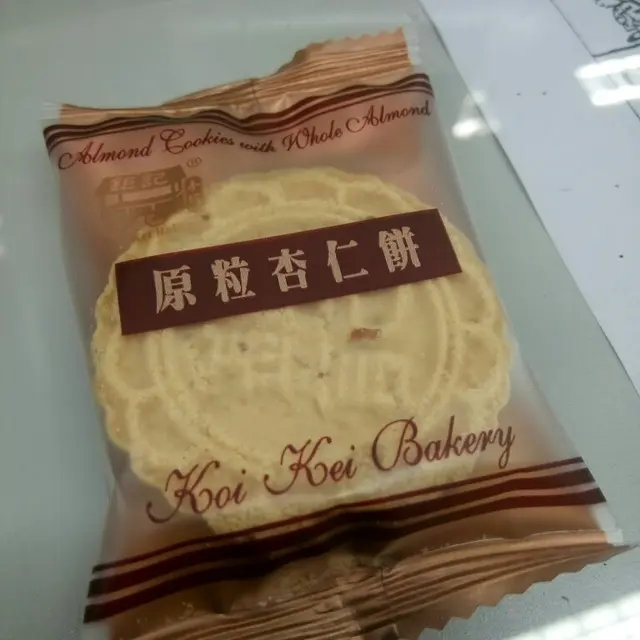 Almond Cookies with Whole Almond
®
原粒杏仁餅
Koi Kei Bakery